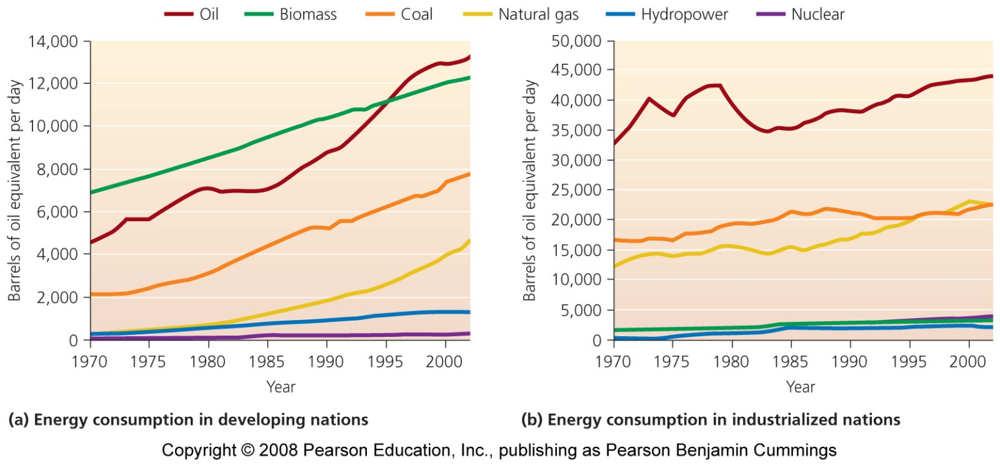 Oil Biomass Coal Natural gas Hydropower Nuclear
14,000
12,000
10,000
8,000
6,000
4,000
2,000
0
Barrels of oil equivalent per day
1970 1975 1980 1985 1990 1995 2000
Year
(a) Energy consumption in developing nations
50,000
45,000
40,000
35,000
30,000
25,000
20,000
15,000
10,000
5,000
0
Barrels of oil equivalent per day
1970 1975 1980 1985 1990 1995 2000
Year
(b) Energy consumption in industrialized nations
Copyright © 2008 Pearson Education, Inc., publishing as Pearson Benjamin Cummings